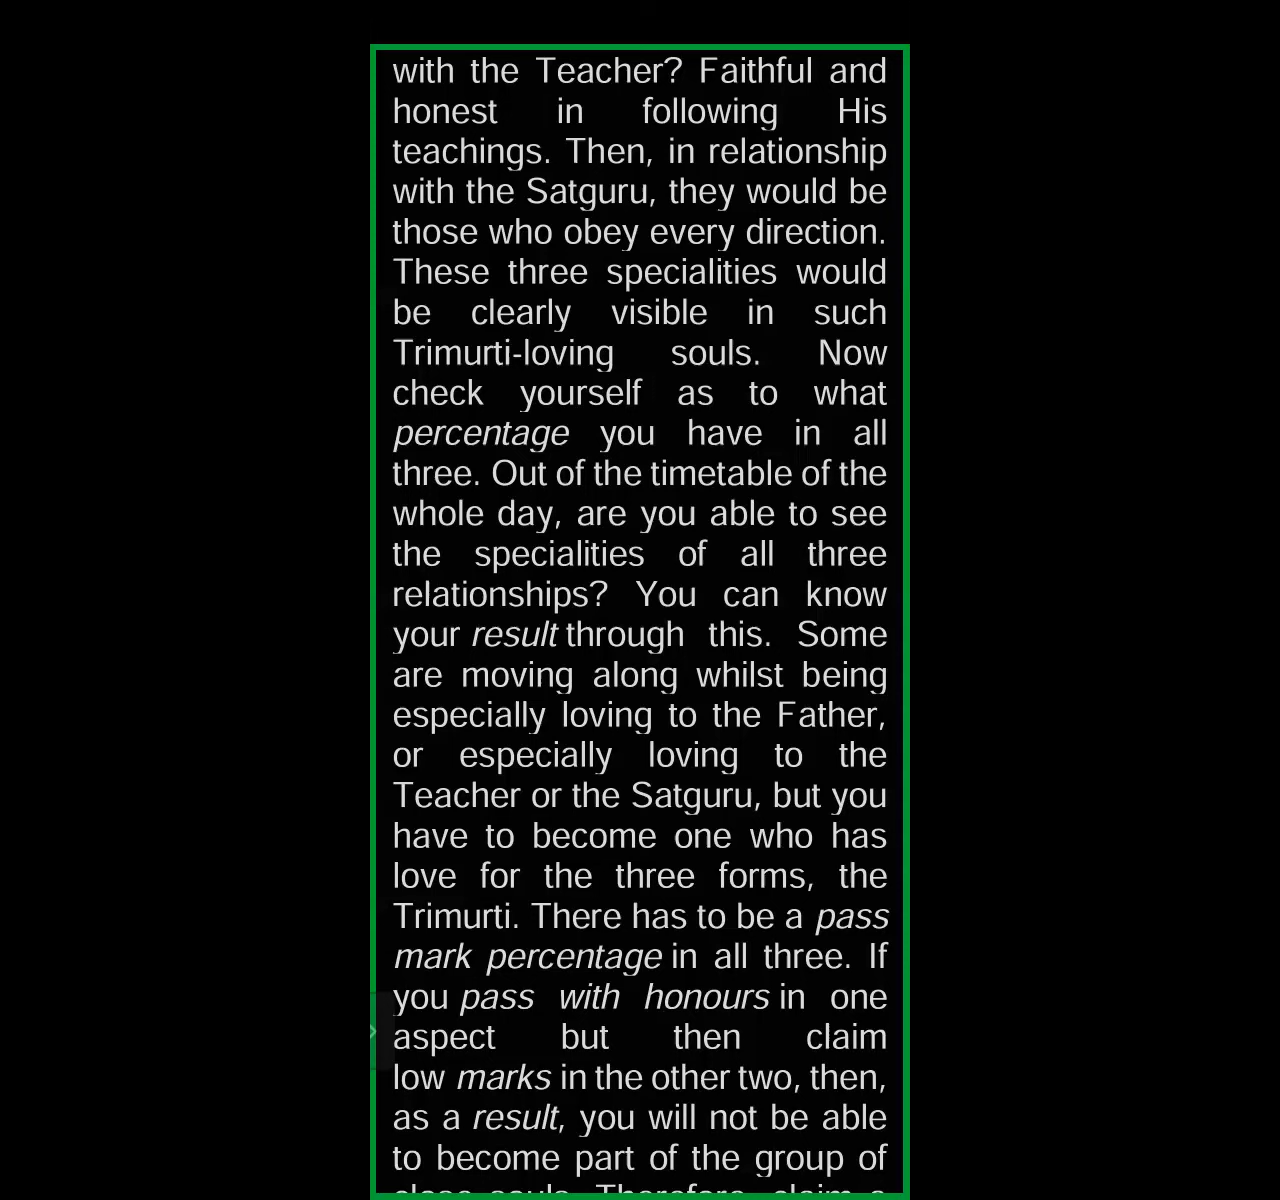 with the Teacher? Faithful and
honest in following His
teachings. Then, in relationship
with the Satguru, they would be
those who obey every direction.
These three specialities would
be clearly visible in such
Trimurti-loving souls. Now
check yourself as to what
percentage you have in all
three. Out of the timetable of the
whole day, are you able to see
the specialities of all three
relationships? You can know
your result through this. Some
are moving along whilst being
especially loving to the Father,
or especially loving to the
Teacher or the Satguru, but you
have to become one who has
love for the three forms, the
Trimurti. There has to be a pass
mark percentage in all three. If
you pass with honours in one
aspect but then claim
low marks in the other two, then,
as a result, you will not be able
to become part of the group of
close souls. Therefore, claim a